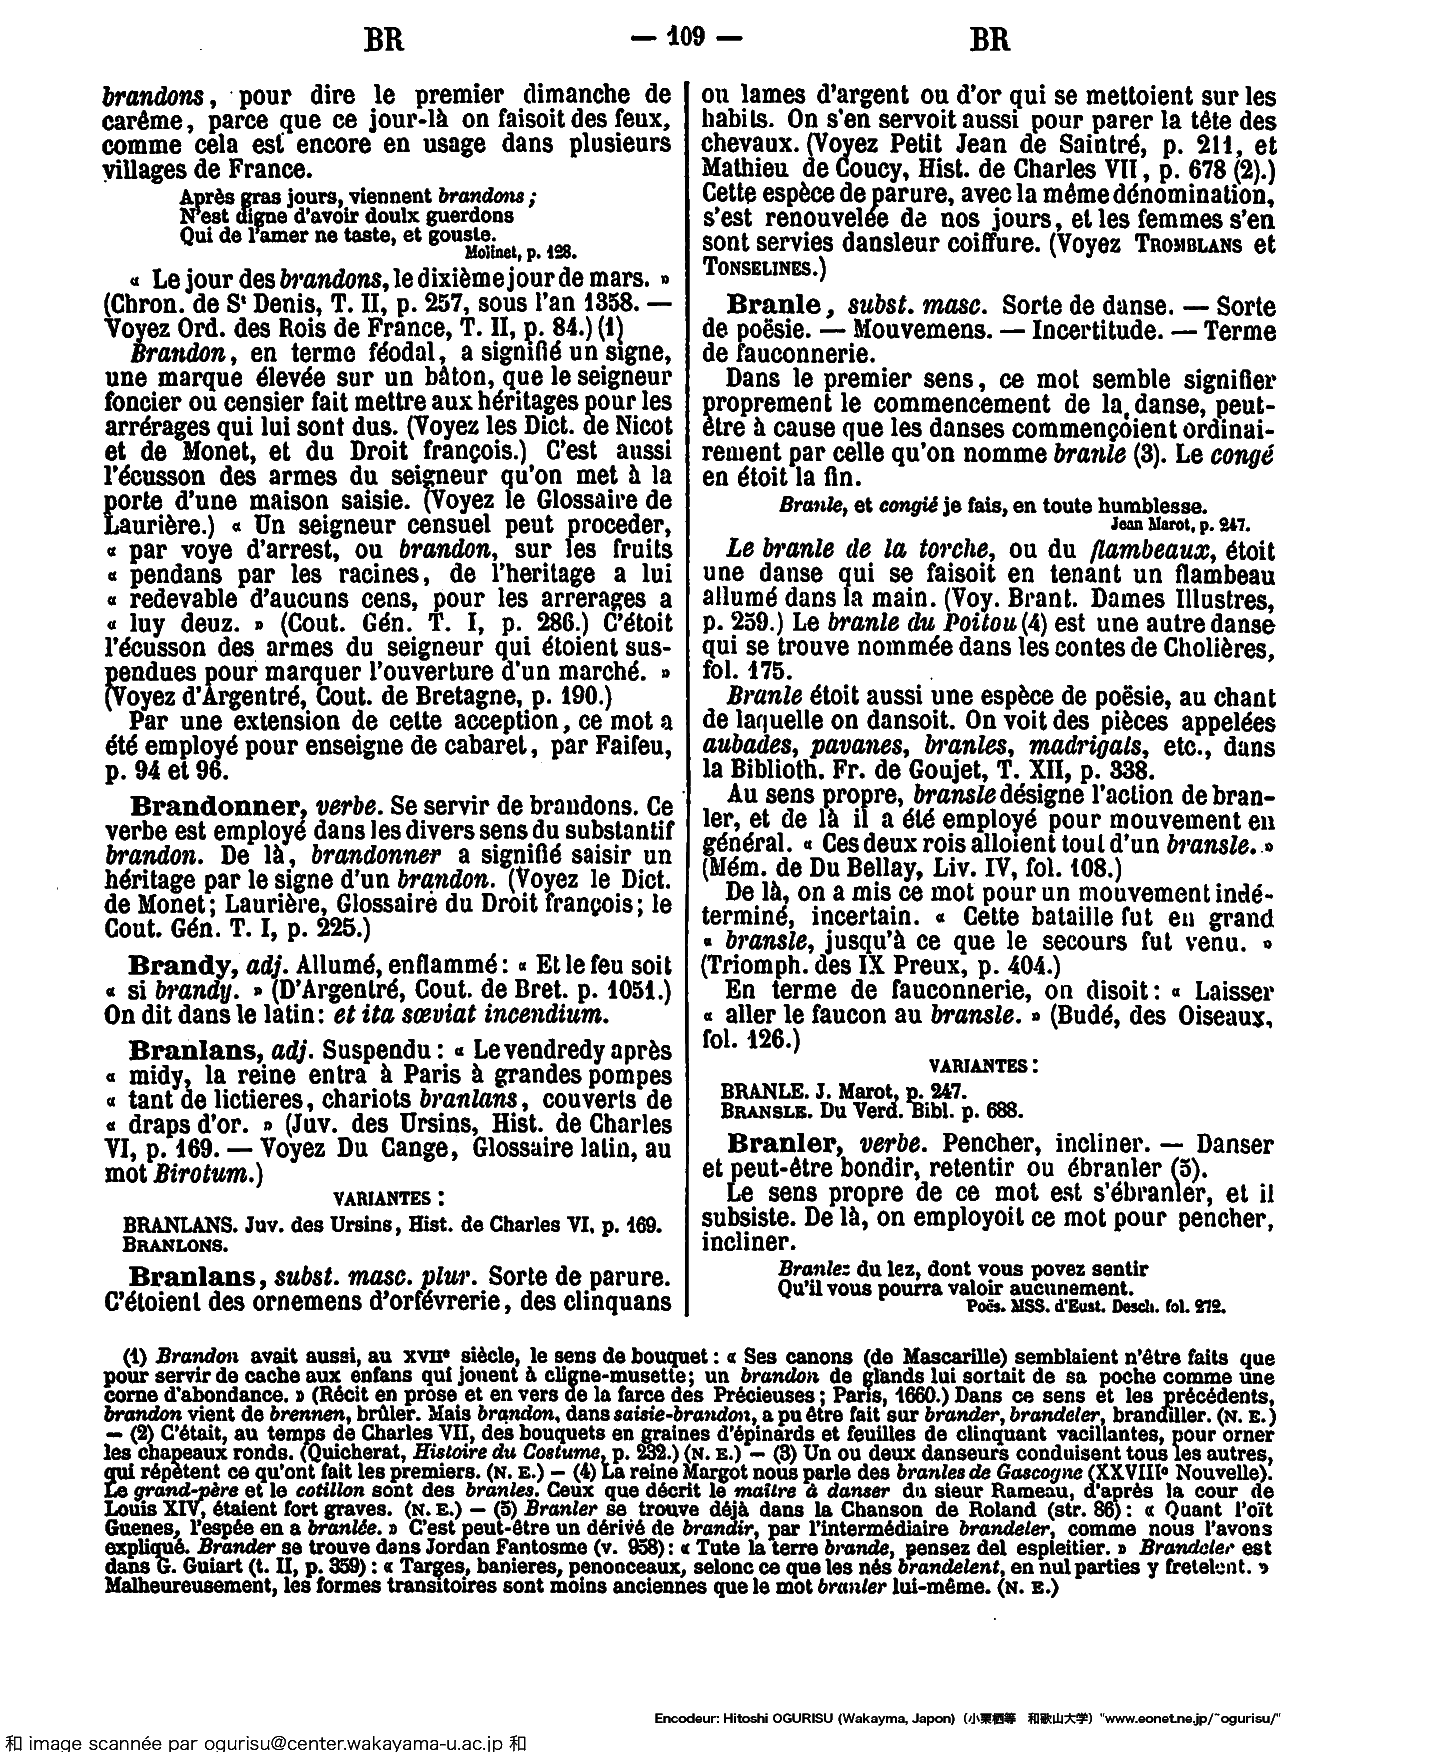 BR — 109 — BR
brandons, pour dire le premier dimanche de
carême, parce que ce jour-là on faisoit des feux,
comme cela est encore en usage dans plusieurs
villages de France.
Après gras jours, viennent brandons ;
N'est digne d'avoir doulx guerdons
Qui de l'amer ne taste, et gouste.
Molinet, p. 128.
« Le jour des brandons, le dixième jour de mars. »
(Chron. de St Denis, T. II, p. 257, sous l'an 1358. —
Voyez Ord. des Rois de France, T. II, p. 84.) (1)
Brandon, en terme féodal, a signifié un signe,
une marque élevée sur un bâton, que le seigneur
foncier ou censier fait mettre aux héritages pour les
arrérages qui lui sont dus. (Voyez les Dict. de Nicot
et de Monet, et du Droit françois.) C'est aussi
l'écusson des armes du seigneur qu'on met à la
porte d'une maison saisie. (Voyez le Glossaire de
Laurière.) « Un seigneur censuel peut proceder,
« par voye d'arrest, ou brandon, sur les fruits
« pendans par les racines, de l'heritage a lui
« redevable d'aucuns cens, pour les arrerages a
« luy deuz. » (Cout. Gén. T. I, p. 286.) C'étoit
l'écusson des armes du seigneur qui étoient sus-
pendues pour marquer l'ouverture d'un marché. »
(Voyez d'Argentré, Cout. de Bretagne, p. 190.)
Par une extension de cette acception, ce mot a
été employé pour enseigne de cabaret, par Faifeu,
p. 94 et 96.
Brandonner, verbe. Se servir de brandons. Ce
verbe est employé dans les divers sens du substantif
brandon. De là, brandonner a signifié saisir un
héritage par le signe d'un brandon. (Voyez le Dict.
de Monet ; Laurière, Glossaire du Droit françois ; le
Cout. Gén. T. I, p. 225.)
Brandy, adj. Allumé, enflammé : « Et le feu soit
« si brandy. » (D'Argentré, Cout. de Bret. p. 1051.)
On dit dans le latin : et ita sœviat incendium.
Branlans, adj. Suspendu : « Le vendredy après
« midy, la reine entra à Paris à grandes pompes
« tant de lictieres, chariots branlans, couverts de
« draps d'or. » (Juv. des Ursins, Hist. de Charles
VI, p. 169. — Voyez Du Cange, Glossaire latin, au
mot Birotum.)
VARIANTES :
BRANLANS. Juv. des Ursins, Hist. de Charles VI, p. 169.
BRANLONS.
Branlans, subst. masc. plur. Sorte de parure.
C'étoient des ornemens d'orfévrerie, des clinquans
ou lames d'argent ou d'or qui se mettoient sur les
habits. On s'en servoit aussi pour parer la tête des
chevaux. (Voyez Petit Jean de Saintré, p. 211, et
Mathieu de Coucy, Hist. de Charles VII, p. 678 (2).)
Cette espèce de parure, avec la même dénomination,
s'est renouvelée de nos jours, et les femmes s'en
sont servies dansleur coiffure. (Voyez TROMBLANS et
TONSELINES.)
Branle, subst. masc. Sorte de danse. — Sorte
de poësie. — Mouvemens. — Incertitude. — Terme
de fauconnerie.
Dans le premier sens, ce mot semble signifier
proprement le commencement de la danse, peut-
être à cause que les danses commençoient ordinai-
rement par celle qu'on nomme branle (3). Le congé
en étoit la fin.
Branle, et congié je fais, en toute humblesse.
Jean Marot, p. 247.
Le branle de la torche, ou du flambeaux, étoit
une danse qui se faisoit en tenant un flambeau
allumé dans la main. (Voy. Brant. Dames Illustres,
p. 259.) Le branle du Poitou (4) est une autre danse
qui se trouve nommée dans les contes de Cholières,
fol. 175.
Branle étoit aussi une espèce de poësie, au chant
de laquelle on dansoit. On voit des pièces appelées
aubades, pavanes, branles, madrigals, etc., dans
la Biblioth. Fr. de Goujet, T. XII, p. 338.
Au sens propre, bransle désigne l'action de bran-
ler, et de là il a été employé pour mouvement en
général. « Ces deux rois alloient tout d'un bransle. »
(Mém. de Du Bellay, Liv. IV, fol. 108.)
De là, on a mis ce mot pour un mouvement indé-
terminé, incertain. « Cette bataille fut en grand
« bransle, jusqu'à ce que le secours fut venu. »
(Triomph. des IX Preux, p. 404.)
En terme de fauconnerie, on disoit : « Laisser
« aller le faucon au bransle. » (Budé, des Oiseaux,
fol. 126.)
VARIANTES :
BRANLE. J. Marot, p. 247.
BRANSLE. Du Verd. Bibl. p. 688.
Branler, verbe. Pencher, incliner. — Danser
et peut-être bondir, retentir ou ébranler (5).
Le sens propre de ce mot est s'ébranler, et il
subsiste. De là, on employoit ce mot pour pencher,
incliner.
Branlez du lez, dont vous povez sentir
Qu'il vous pourra valoir aucunement.
Poës. MSS. d'Eust. Desch. fol. 272.
(1) Brandon avait aussi, au XVIIe siècle, le sens de bouquet : « Ses canons (de Mascarille) semblaient n'être faits que
pour servir de cache aux enfans qui jouent à cligne-musette ; un brandon de glands lui sortait de sa poche comme une
corne d'abondance. » (Récit en prose et en vers de la farce des Précieuses ; Paris, 1660.) Dans ce sens et les précédents,
brandon vient de brennen, brûler. Mais brandon, dans saisie-brandon, a pu être fait sur brander, brandeler, brandiller. (N. E.)
— (2) C'était, au temps de Charles VII, des bouquets en graines d'épinards et feuilles de clinquant vacillantes, pour orner
les chapeaux ronds. (Quicherat, Histoire du Costume, p. 232.) (N. E.) — (3) Un ou deux danseurs conduisent tous les autres,
qui répètent ce qu'ont fait les premiers. (N. E.) — (4) La reine Margot nous parle des branles de Gascogne (XXVIIIe Nouvelle).
Le grand-père et le cotillon sont des branles. Ceux que décrit le maître à danser du sieur Rameau, d'après la cour de
Louis XIV, étaient fort graves. (N. E.) — (5) Branler se trouve déjà dans la Chanson de Roland (str. 86) : « Quant l'oït
Guenes, l'espée en a branlée. » C'est peut-être un dérivé de brandir, par l'intermédiaire brandeler, comme nous l'avons
expliqué. Brander se trouve dans Jordan Fantosme (v. 958) : « Tute la terre brande, pensez del espleitier. » Brandeler est
dans G. Guiart (t. II, p. 359) : « Targes, banieres, penonceaux, selonc ce que les nés brandelent, en nul parties y fretelent. »
Malheureusement, les formes transitoires sont moins anciennes que le mot branler lui-même. (N. E.)
Encodeur: Hitoshi OGURISU (Wakayma, Japon) (小栗栖等 和歌山大学) "www.eonet.ne.jp/~ogurisu/"
和 image scannée par ogurisu@center.wakayama-u.ac.jp 和